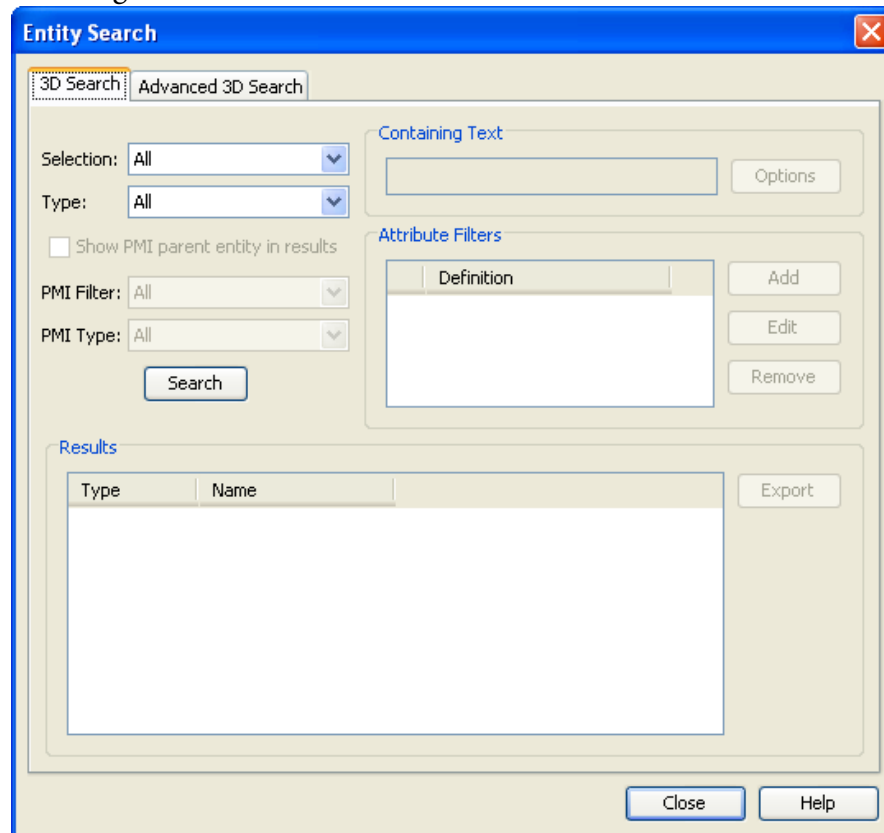 Entity Search
3D Search Advanced 3D Search
Selection: All
Type: All
Show PMI parent entity in results
PMI Filter: All
PMI Type: All
Search
Containing Text
Options
Attribute Filters
Definition
Add
Edit
Remove
Results
Type Name
Export
Close Help